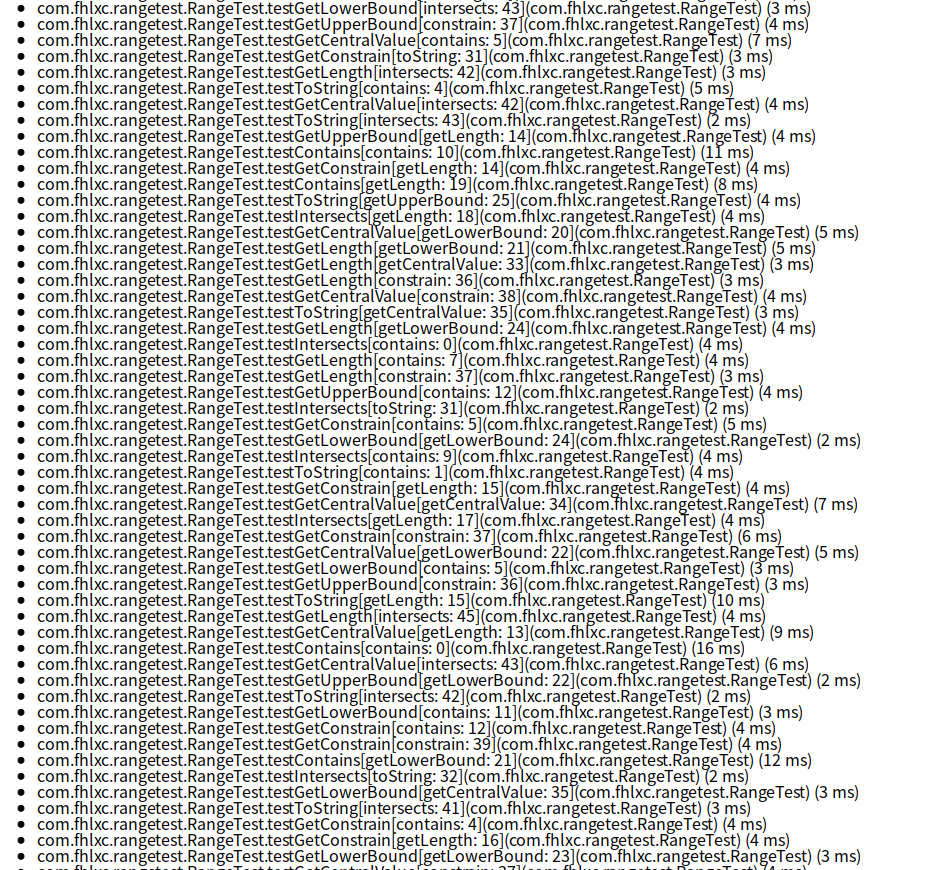 com.fhlxc.rangetest.RangeTest.testGetLowerBound[intersects: 43](com.fhlxc.rangetest.RangeTest) (3 ms)
com.fhlxc.rangetest.RangeTest.testGetUpperBound[constrain: 37](com.fhlxc.rangetest.RangeTest) (4 ms)
com.fhlxc.rangetest.RangeTest.testGetCentralValue[contains: 5](com.fhlxc.rangetest.RangeTest) (7 ms)
com.fhlxc.rangetest.RangeTest.testGetConstrain[toString: 31](com.fhlxc.rangetest.RangeTest) (3 ms)
com.fhlxc.rangetest.RangeTest.testGetLength[intersects: 42](com.fhlxc.rangetest.RangeTest) (3 ms)
com.fhlxc.rangetest.RangeTest.testToString[contains: 4](com.fhlxc.rangetest.RangeTest) (5 ms)
com.fhlxc.rangetest.RangeTest.testGetCentralValue[intersects: 42](com.fhlxc.rangetest.RangeTest) (4 ms)
com.fhlxc.rangetest.RangeTest.testToString[intersects: 43](com.fhlxc.rangetest.RangeTest) (2 ms)
com.fhlxc.rangetest.RangeTest.testGetUpperBound[getLength: 14](com.fhlxc.rangetest.RangeTest) (4 ms)
com.fhlxc.rangetest.RangeTest.testContains[contains: 10](com.fhlxc.rangetest.RangeTest) (11 ms)
com.fhlxc.rangetest.RangeTest.testGetConstrain[getLength: 14](com.fhlxc.rangetest.RangeTest) (4 ms)
com.fhlxc.rangetest.RangeTest.testContains[getLength: 19](com.fhlxc.rangetest.RangeTest) (8 ms)
com.fhlxc.rangetest.RangeTest.testToString[getUpperBound: 25](com.fhlxc.rangetest.RangeTest) (4 ms)
com.fhlxc.rangetest.RangeTest.testIntersects[getLength: 18](com.fhlxc.rangetest.RangeTest) (4 ms)
com.fhlxc.rangetest.RangeTest.testGetCentralValue[getLowerBound: 20](com.fhlxc.rangetest.RangeTest) (5 ms)
com.fhlxc.rangetest.RangeTest.testGetLength[getLowerBound: 21](com.fhlxc.rangetest.RangeTest) (5 ms)
com.fhlxc.rangetest.RangeTest.testGetLength[getCentralValue: 33](com.fhlxc.rangetest.RangeTest) (3 ms)
com.fhlxc.rangetest.RangeTest.testGetLength[constrain: 36](com.fhlxc.rangetest.RangeTest) (3 ms)
com.fhlxc.rangetest.RangeTest.testGetCentralValue[constrain: 38](com.fhlxc.rangetest.RangeTest) (4 ms)
com.fhlxc.rangetest.RangeTest.testToString[getCentralValue: 35](com.fhlxc.rangetest.RangeTest) (3 ms)
com.fhlxc.rangetest.RangeTest.testGetLength[getLowerBound: 24](com.fhlxc.rangetest.RangeTest) (4 ms)
com.fhlxc.rangetest.RangeTest.testIntersects[contains: 0](com.fhlxc.rangetest.RangeTest) (4 ms)
com.fhlxc.rangetest.RangeTest.testGetLength[contains: 7](com.fhlxc.rangetest.RangeTest) (4 ms)
com.fhlxc.rangetest.RangeTest.testGetLength[constrain: 37](com.fhlxc.rangetest.RangeTest) (3 ms)
com.fhlxc.rangetest.RangeTest.testGetUpperBound[contains: 12](com.fhlxc.rangetest.RangeTest) (4 ms)
com.fhlxc.rangetest.RangeTest.testIntersects[toString: 31](com.fhlxc.rangetest.RangeTest) (2 ms)
com.fhlxc.rangetest.RangeTest.testGetConstrain[contains: 5](com.fhlxc.rangetest.RangeTest) (5 ms)
com.fhlxc.rangetest.RangeTest.testGetLowerBound[getLowerBound: 24](com.fhlxc.rangetest.RangeTest) (2 ms)
com.fhlxc.rangetest.RangeTest.testIntersects[contains: 9](com.fhlxc.rangetest.RangeTest) (4 ms)
com.fhlxc.rangetest.RangeTest.testToString[contains: 1](com.fhlxc.rangetest.RangeTest) (4 ms)
com.fhlxc.rangetest.RangeTest.testGetConstrain[getLength: 15](com.fhlxc.rangetest.RangeTest) (4 ms)
com.fhlxc.rangetest.RangeTest.testGetCentralValue[getCentralValue: 34](com.fhlxc.rangetest.RangeTest) (7 ms)
com.fhlxc.rangetest.RangeTest.testIntersects[getLength: 17](com.fhlxc.rangetest.RangeTest) (4 ms)
com.fhlxc.rangetest.RangeTest.testGetConstrain[constrain: 37](com.fhlxc.rangetest.RangeTest) (6 ms)
com.fhlxc.rangetest.RangeTest.testGetCentralValue[getLowerBound: 22](com.fhlxc.rangetest.RangeTest) (5 ms)
com.fhlxc.rangetest.RangeTest.testGetLowerBound[contains: 5](com.fhlxc.rangetest.RangeTest) (3 ms)
com.fhlxc.rangetest.RangeTest.testGetUpperBound[constrain: 36](com.fhlxc.rangetest.RangeTest) (3 ms)
com.fhlxc.rangetest.RangeTest.testToString[getLength: 15](com.fhlxc.rangetest.RangeTest) (10 ms)
com.fhlxc.rangetest.RangeTest.testGetLength[intersects: 45](com.fhlxc.rangetest.RangeTest) (4 ms)
com.fhlxc.rangetest.RangeTest.testGetCentralValue[getLength: 13](com.fhlxc.rangetest.RangeTest) (9 ms)
com.fhlxc.rangetest.RangeTest.testContains[contains: 0](com.fhlxc.rangetest.RangeTest) (16 ms)
com.fhlxc.rangetest.RangeTest.testGetCentralValue[intersects: 43](com.fhlxc.rangetest.RangeTest) (6 ms)
com.fhlxc.rangetest.RangeTest.testGetUpperBound[getLowerBound: 22](com.fhlxc.rangetest.RangeTest) (2 ms)
com.fhlxc.rangetest.RangeTest.testToString[intersects: 42](com.fhlxc.rangetest.RangeTest) (2 ms)
com.fhlxc.rangetest.RangeTest.testGetLowerBound[contains: 11](com.fhlxc.rangetest.RangeTest) (3 ms)
com.fhlxc.rangetest.RangeTest.testGetConstrain[contains: 12](com.fhlxc.rangetest.RangeTest) (4 ms)
com.fhlxc.rangetest.RangeTest.testGetConstrain[constrain: 39](com.fhlxc.rangetest.RangeTest) (4 ms)
com.fhlxc.rangetest.RangeTest.testContains[getLowerBound: 21](com.fhlxc.rangetest.RangeTest) (12 ms)
com.fhlxc.rangetest.RangeTest.testIntersects[toString: 32](com.fhlxc.rangetest.RangeTest) (2 ms)
com.fhlxc.rangetest.RangeTest.testGetLowerBound[getCentralValue: 35](com.fhlxc.rangetest.RangeTest) (3 ms)
com.fhlxc.rangetest.RangeTest.testToString[intersects: 41](com.fhlxc.rangetest.RangeTest) (3 ms)
com.fhlxc.rangetest.RangeTest.testGetConstrain[contains: 4](com.fhlxc.rangetest.RangeTest) (4 ms)
com.fhlxc.rangetest.RangeTest.testGetConstrain[getLength: 16](com.fhlxc.rangetest.RangeTest) (4 ms)
com.fhlxc.rangetest.RangeTest.testGetLowerBound[getLowerBound: 23](com.fhlxc.rangetest.RangeTest) (3 ms)